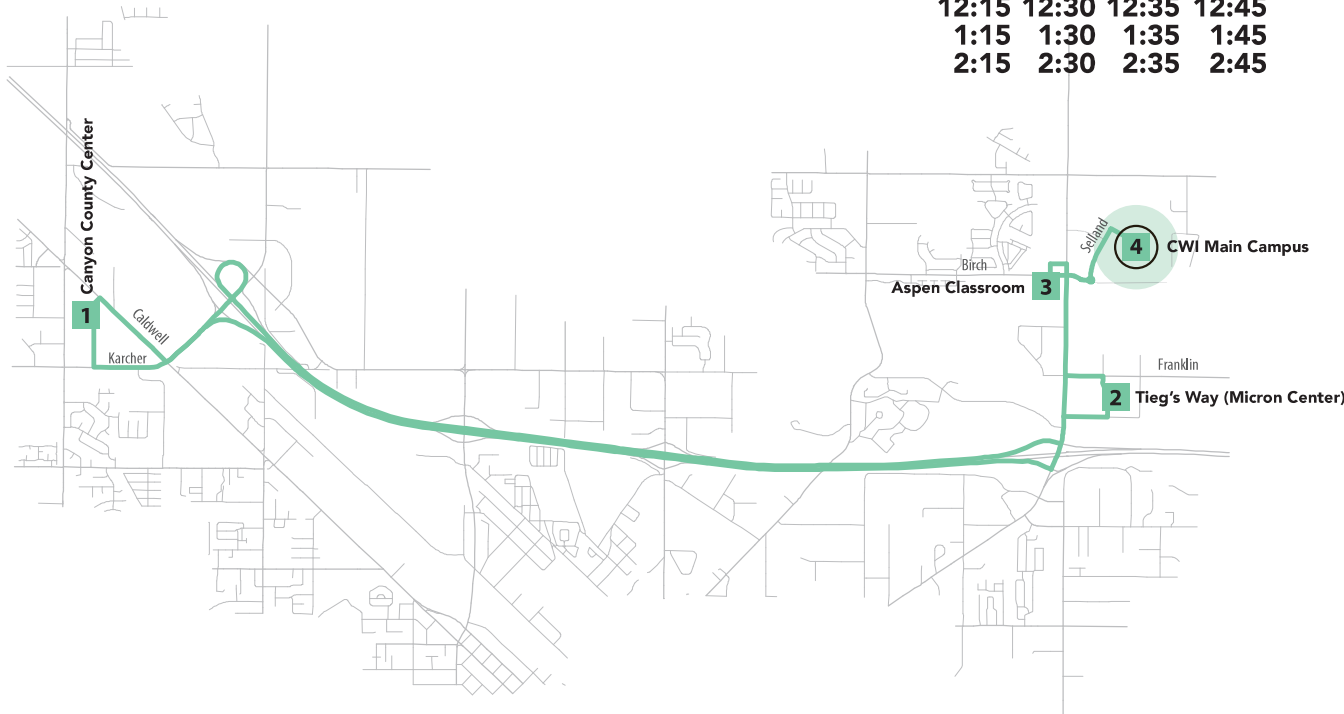 12:15 12:30 12:35 12:45
1:15 1:30 1:35 1:45
2:15 2:30 2:35 2:45
Canyon County Center
1
Caldwell
Karcher
Selland
4 CWI Main Campus
Birch
Aspen Classroom 3
Franklin
2 Tieg's Way (Micron Center)